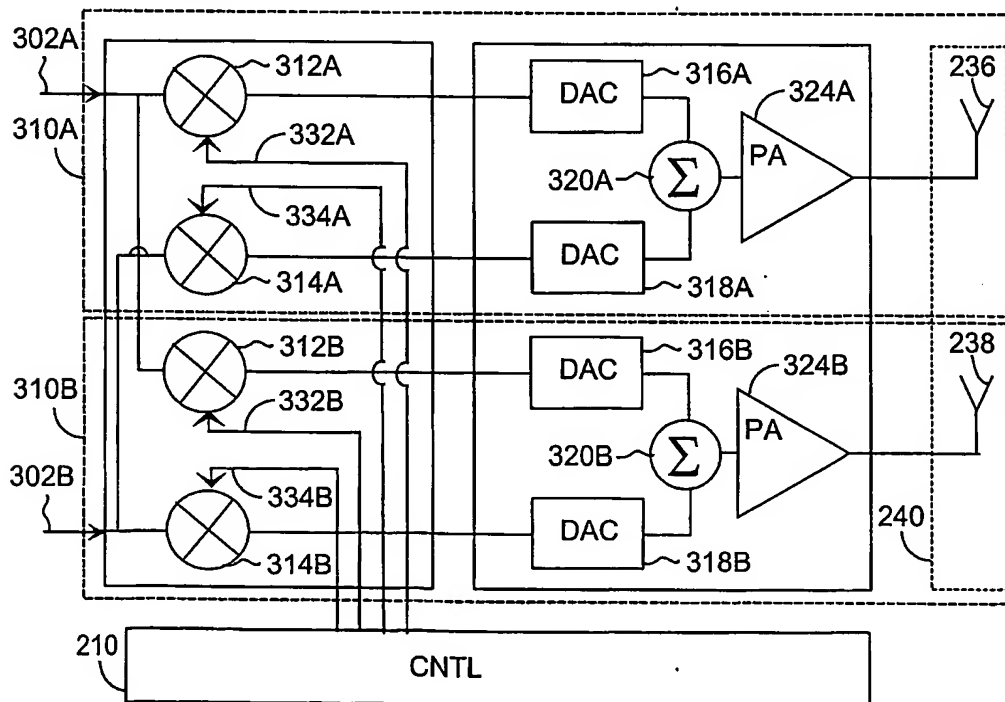 302A
312A
316A
324A
236
DAC
310A
332A
PA
320A
Σ
334A
DAC
314A
318A
312B
316B
324B
238
DAC
310B
332B
PA
320B
Σ
302B
334B
DAC
240
314B
318B
210
CNTL